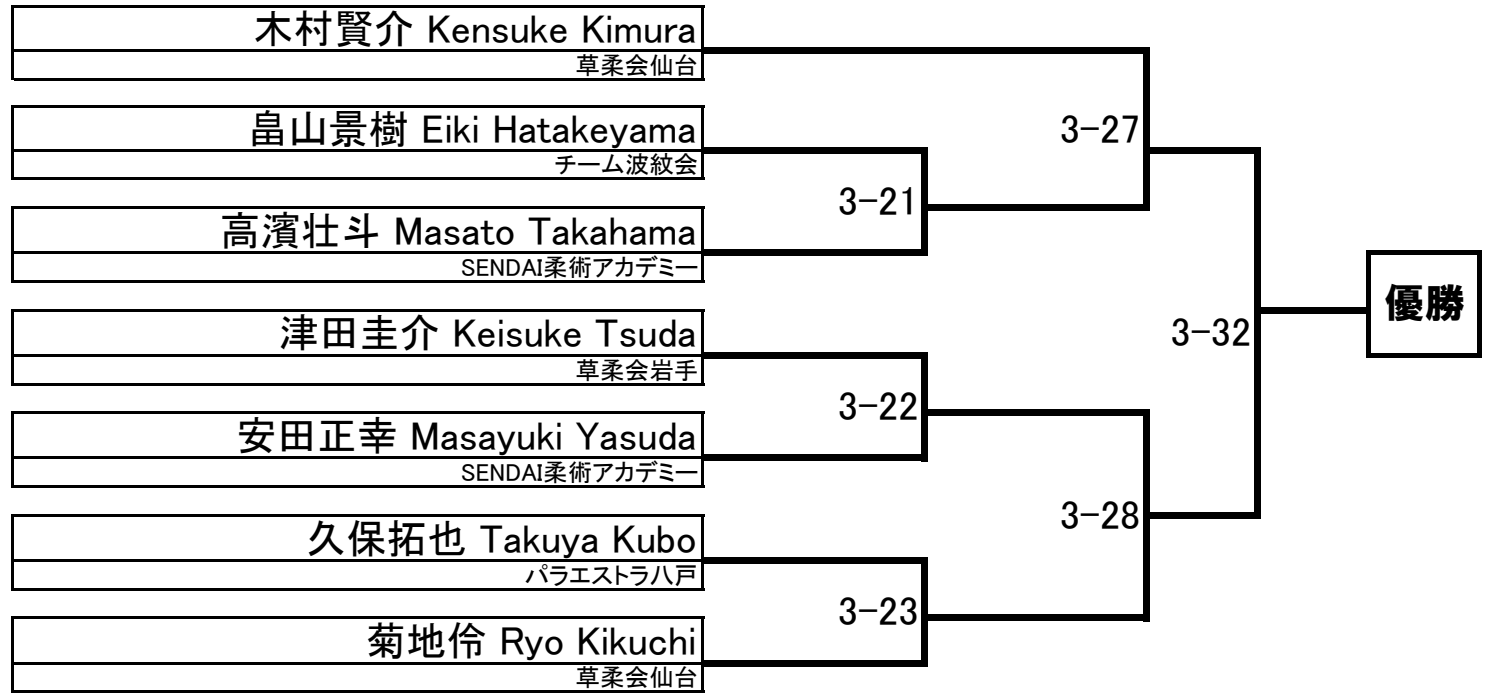 木村賢介 Kensuke Kimura
草柔会仙台
畠山景樹 Eiki Hatakeyama
チーム波紋会
3-27
3-21
高濱壮斗 Masato Takahama
SENDAI柔術アカデミー
優勝
津田圭介 Keisuke Tsuda
草柔会岩手
3-32
3-22
安田正幸 Masayuki Yasuda
SENDAI柔術アカデミー
3-28
久保拓也 Takuya Kubo
パラエストラ八戸
3-23
菊地伶 Ryo Kikuchi
草柔会仙台